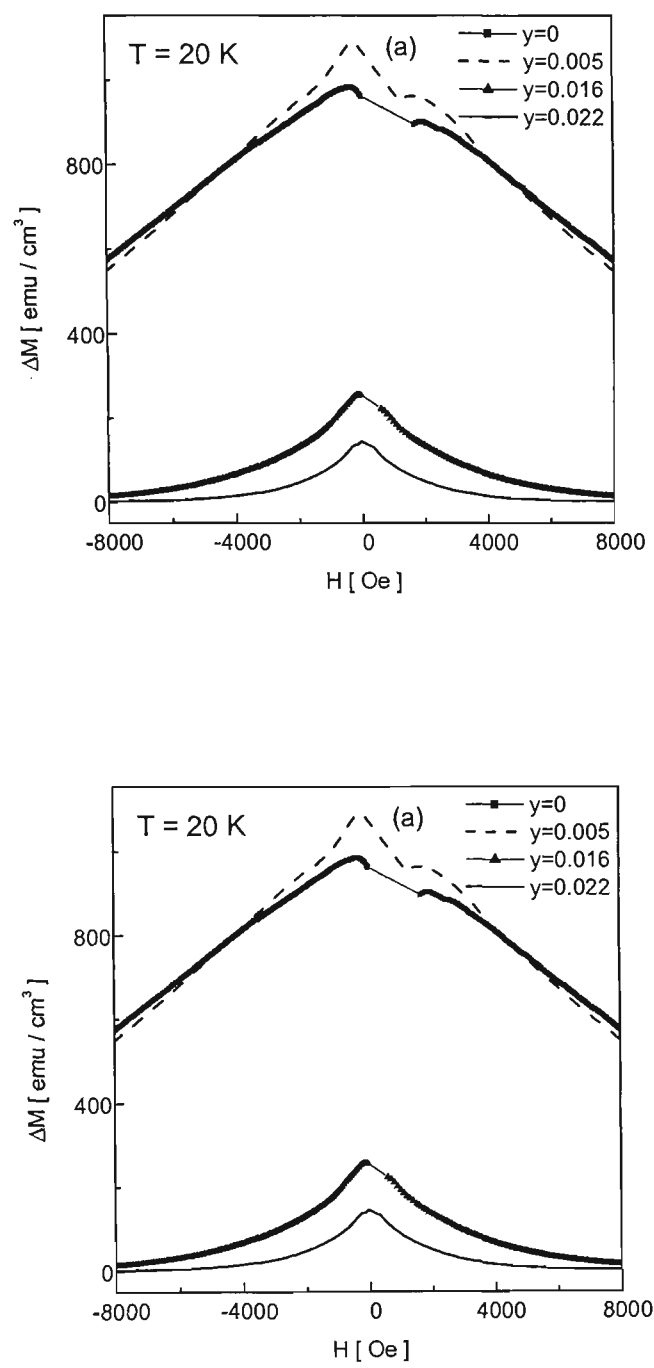 T = 20 K
(a)
y=0
y=0.005
y=0.016
y=0.022
800
400
0
ΔM [ emu / cm³ ]
-8000 -4000 0 4000 8000
H [ Oe ]
T = 20 K
(a)
y=0
y=0.005
y=0.016
y=0.022
800
400
0
ΔM [ emu / cm³ ]
-8000 -4000 0 4000 8000
H [ Oe ]